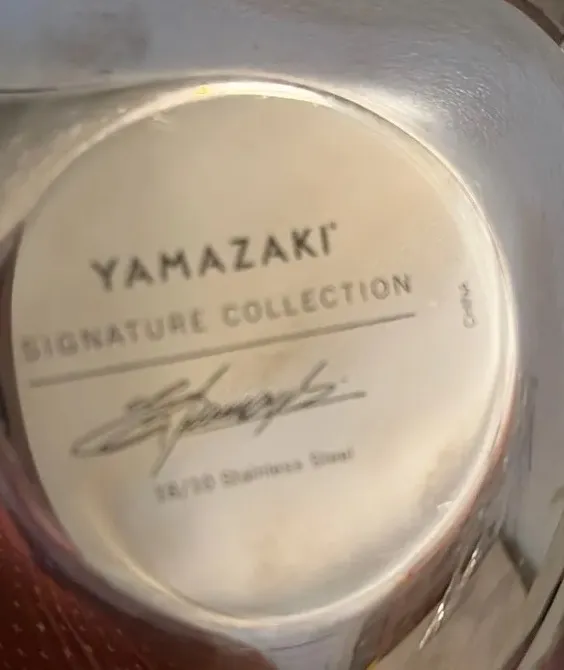 YAMAZAKI®
SIGNATURE COLLECTION
18/10 Stainless Steel
CHINA